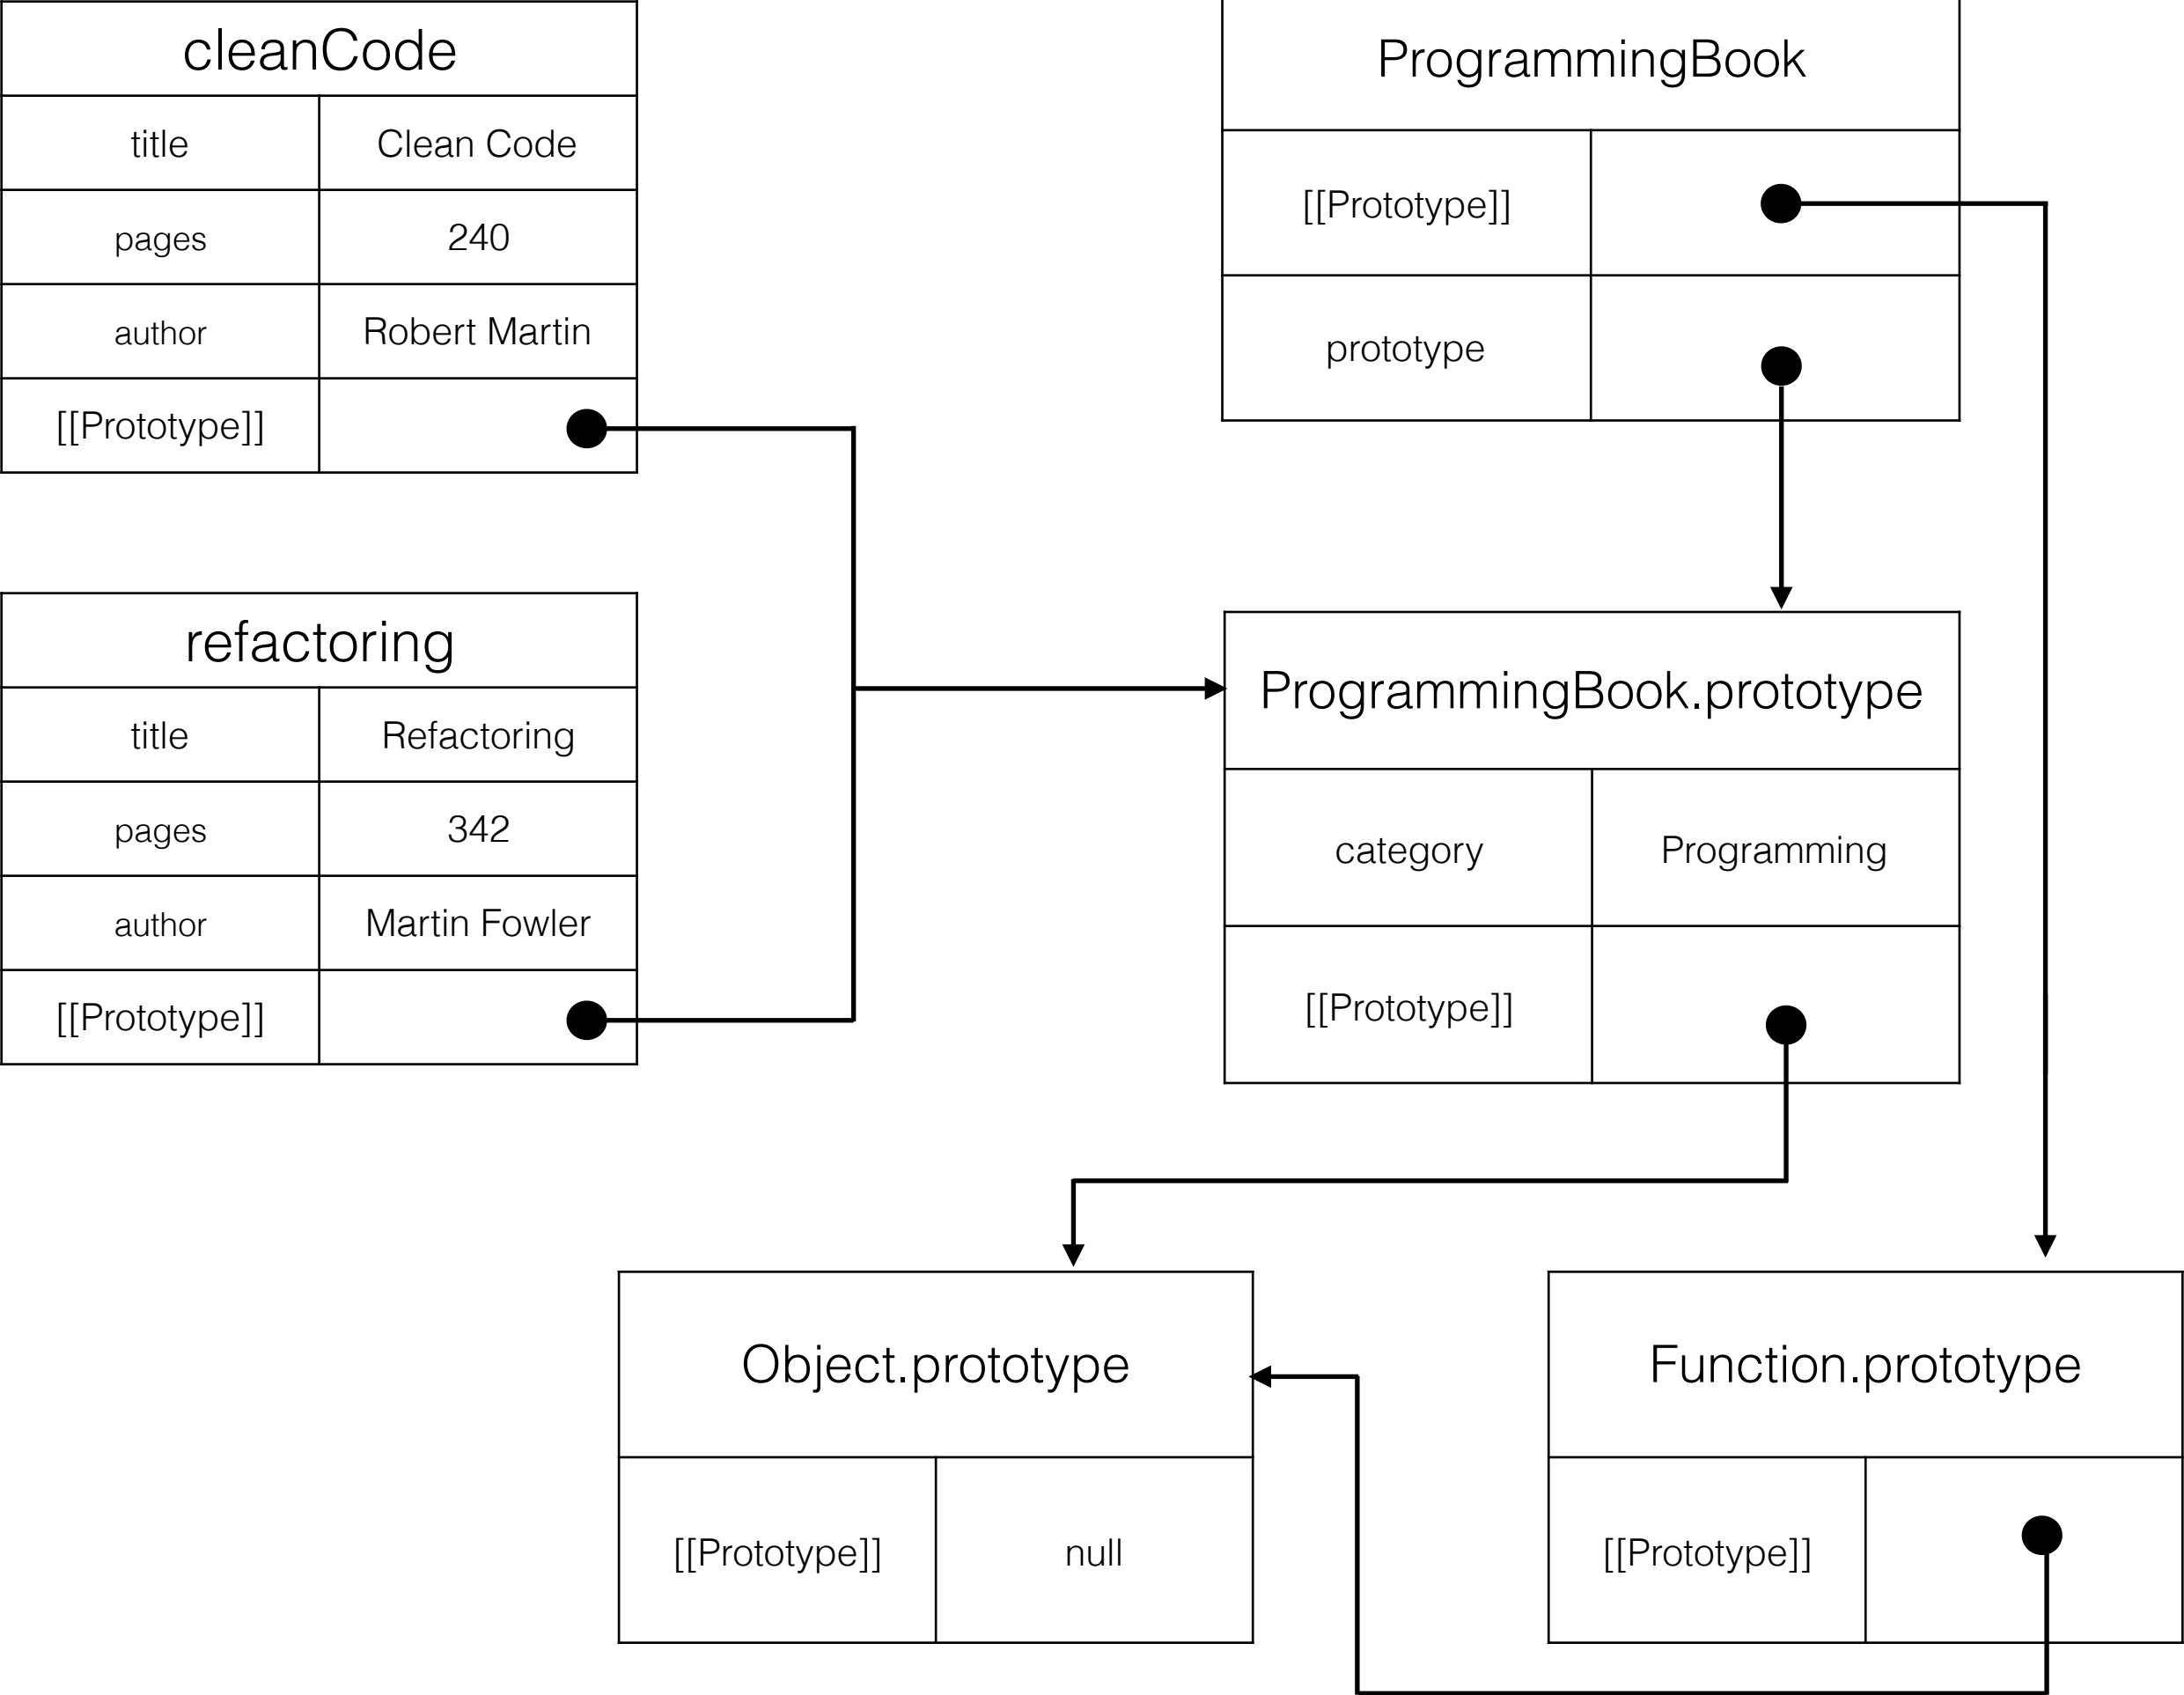 cleanCode
title Clean Code
pages 240
author Robert Martin
[[Prototype]]
ProgrammingBook
[[Prototype]]
prototype
refactoring
title Refactoring
pages 342
author Martin Fowler
[[Prototype]]
ProgrammingBook.prototype
category Programming
[[Prototype]]
Object.prototype
[[Prototype]] null
Function.prototype
[[Prototype]]